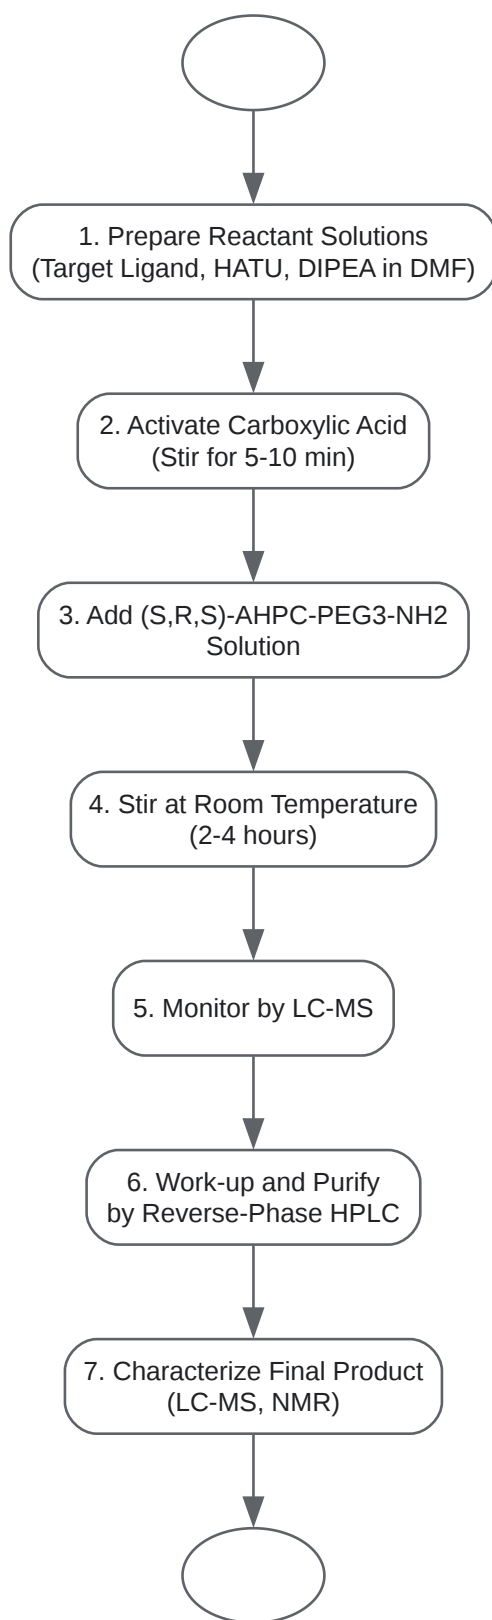 1. Prepare Reactant Solutions
(Target Ligand, HATU, DIPEA in DMF)
2. Activate Carboxylic Acid
(Stir for 5-10 min)
3. Add (S,R,S)-AHPC-PEG3-NH2
Solution
4. Stir at Room Temperature
(2-4 hours)
5. Monitor by LC-MS
6. Work-up and Purify
by Reverse-Phase HPLC
7. Characterize Final Product
(LC-MS, NMR)